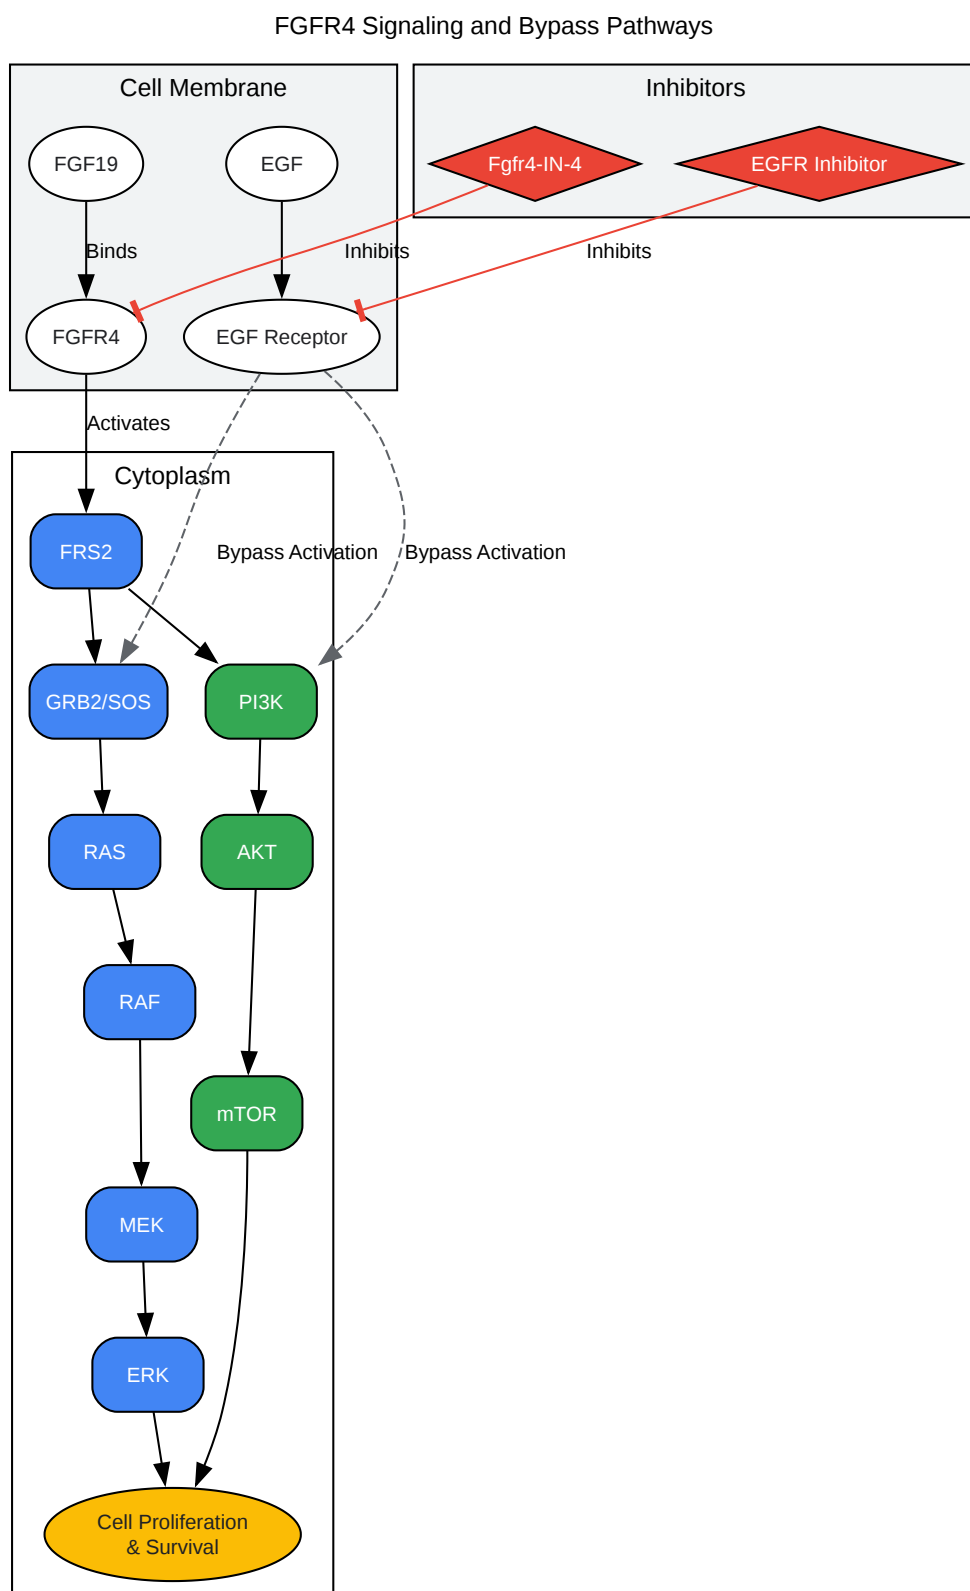 FGFR4 Signaling and Bypass Pathways
Cell Membrane
Inhibitors
FGF19
EGF
Fgfr4-IN-4
EGFR Inhibitor
Binds
Inhibits
Inhibits
FGFR4
EGF Receptor
Activates
Cytoplasm
FRS2
Bypass Activation
Bypass Activation
GRB2/SOS
PI3K
RAS
AKT
RAF
mTOR
MEK
ERK
Cell Proliferation
& Survival